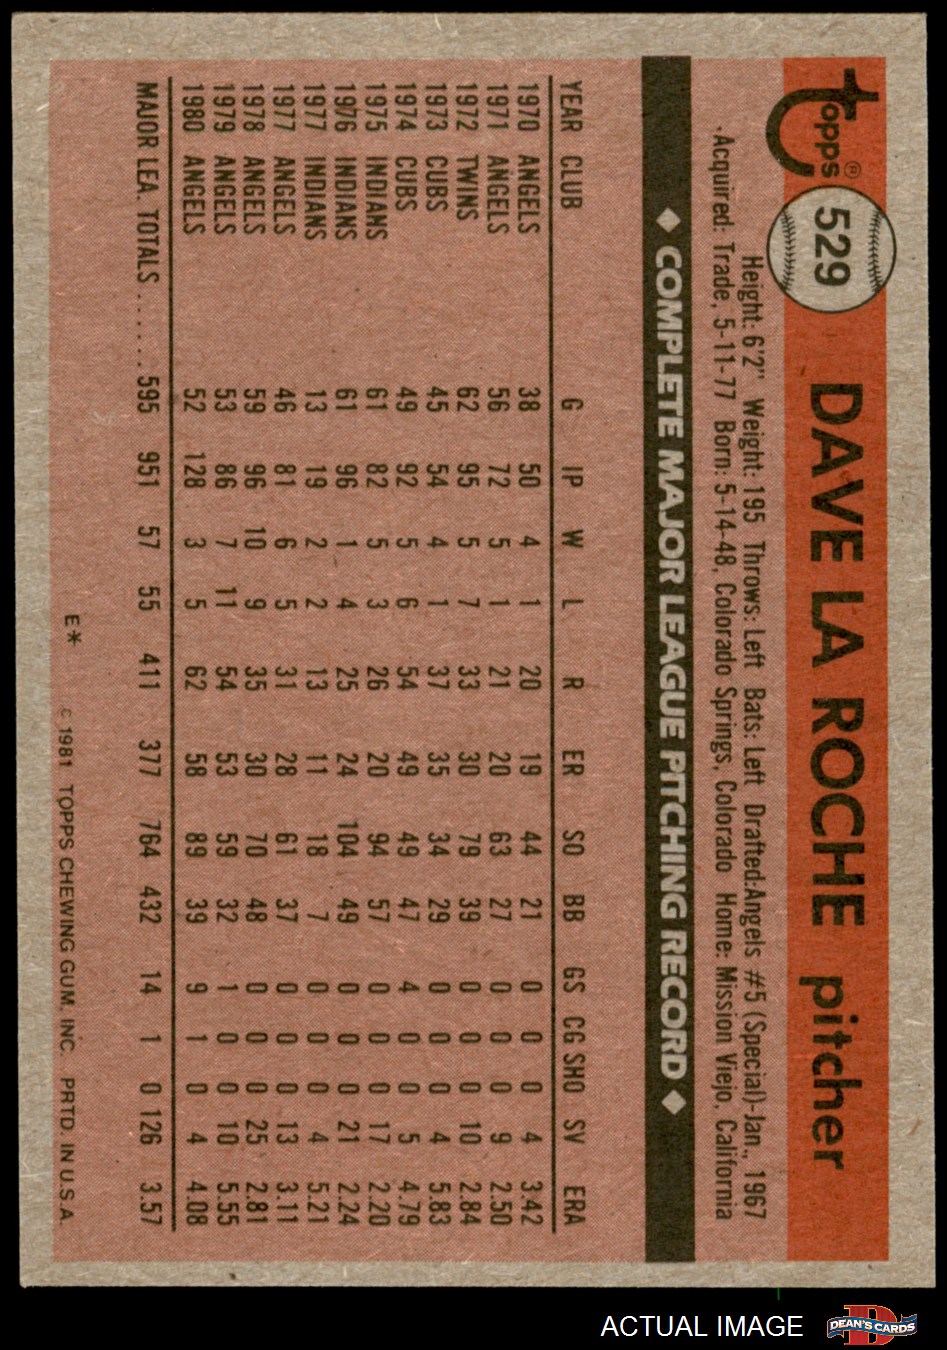 Topps® 529 DAVE LA ROCHE pitcher
Height: 6'2" Weight: 195 Throws: Left Bats: Left Drafted:Angels #5 (Special)-Jan., 1967
.Acquired: Trade, 5-11-77 Born: 5-14-48, Colorado Springs, Colorado Home: Mission Viejo, California
◆ COMPLETE MAJOR LEAGUE PITCHING RECORD ◆
YEAR CLUB G IP W L R ER SO BB GS CG SHO SV ERA
1970 ANGELS 38 50 4 1 20 19 44 21 0 0 0 4 3.42
1971 ANGELS 56 72 5 1 21 20 63 27 0 0 0 9 2.50
1972 TWINS 62 95 5 7 33 30 79 39 0 0 0 10 2.84
1973 CUBS 45 54 4 1 37 35 34 29 0 0 0 4 5.83
1974 CUBS 49 92 5 6 54 49 49 47 4 0 0 5 4.79
1975 INDIANS 61 82 5 3 26 20 94 57 0 0 0 17 2.20
1976 INDIANS 61 96 1 4 25 24 104 49 0 0 0 21 2.24
1977 INDIANS 13 19 2 2 13 11 18 7 0 0 0 4 5.21
1977 ANGELS 46 81 6 5 31 28 61 37 0 0 0 13 3.11
1978 ANGELS 59 96 10 9 35 30 70 48 0 0 0 25 2.81
1979 ANGELS 53 86 7 11 54 53 59 32 1 0 0 10 5.55
1980 ANGELS 52 128 3 5 62 58 89 39 9 1 0 4 4.08
MAJOR LEA. TOTALS ..... 595 951 57 55 411 377 764 432 14 1 0 126 3.57
E* © 1981 TOPPS CHEWING GUM, INC. PRTD. IN U.S.A.
ACTUAL IMAGE
D
DEAN'S CARDS